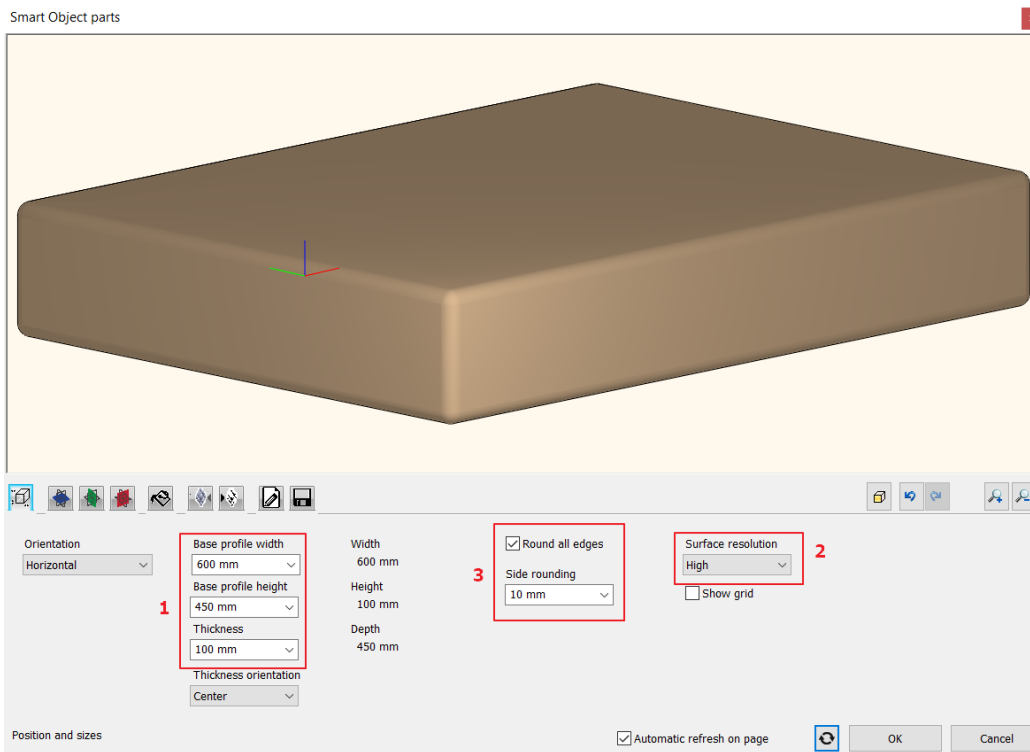 Smart Object parts
Orientation
Horizontal
1
Base profile width
600 mm
Base profile height
450 mm
Thickness
100 mm
Thickness orientation
Center
Width
600 mm
Height
100 mm
Depth
450 mm
3
Round all edges
Side rounding
10 mm
Surface resolution
High
2
Show grid
Position and sizes
Automatic refresh on page
OK
Cancel